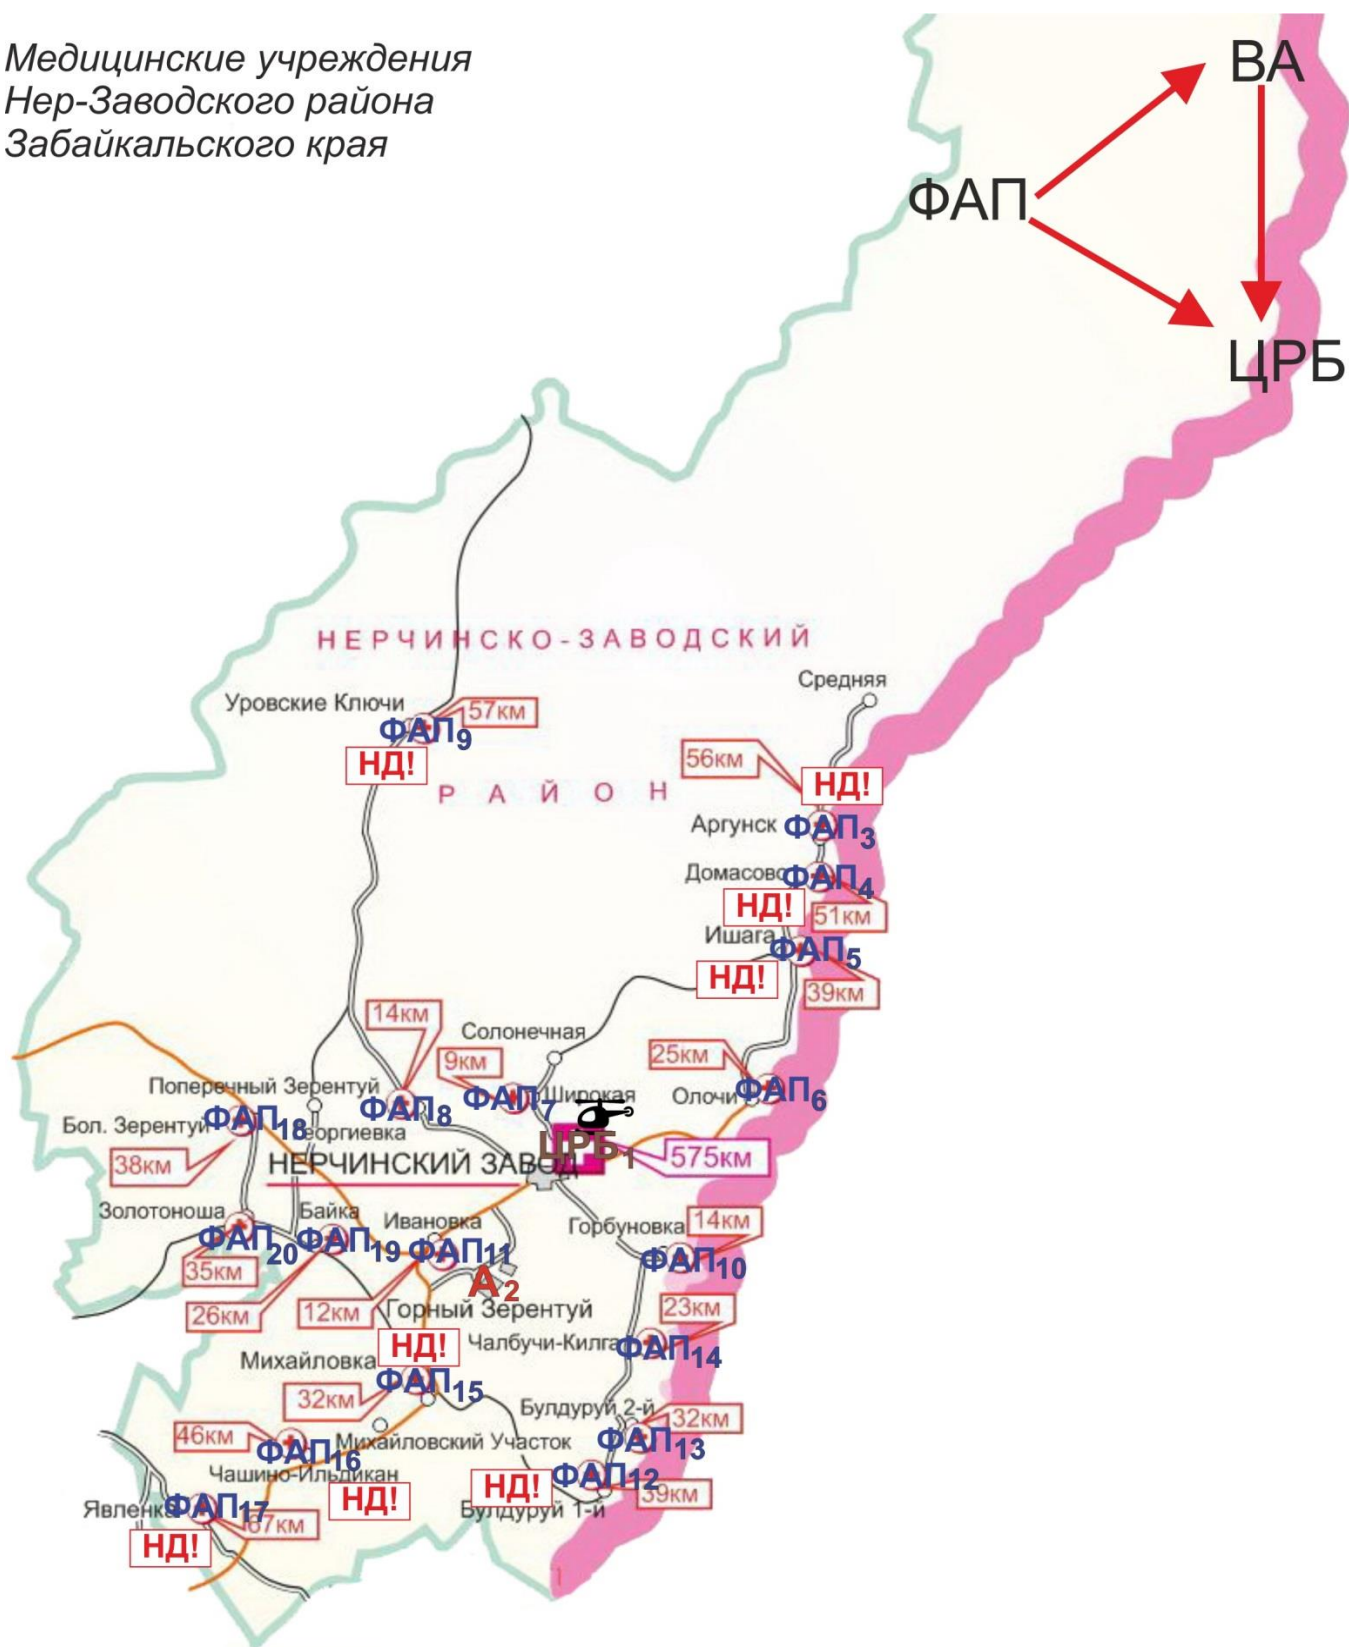 Медицинские учреждения
Нер-Заводского района
Забайкальского края
ВА
ФАП
ЦРБ
НЕРЧИНСКО-ЗАВОДСКИЙ
РАЙОН
Средняя
Уровские Ключи
57км
ФАП9
НД!
56км
НД!
Аргунск ФАП3
Домасово ФАП4
НД!
51км
Ишага ФАП5
НД!
39км
14км
Солонечная
9км
25км
Поперечный Зерентуй
ФАП8
ФАП7
Широкая
Олочи ФАП6
Бол. Зерентуй ФАП18
Георгиевка
38км
НЕРЧИНСКИЙ ЗАВОД
ЦРБ1
575км
Золотоноша
ФАП20
35км
Байка
ФАП19
26км
Ивановка
ФАП11
12км
А2
Горный Зерентуй
Горбуновка
14км
ФАП10
23км
Чалбучи-Килга
ФАП14
НД!
Михайловка
ФАП15
32км
Булдуруй 2-й
32км
ФАП13
46км
ФАП16
Михайловский Участок
Чашино-Ильдикан
НД!
НД!
ФАП12
39км
Булдуруй 1-й
Явленка ФАП17
67км
НД!